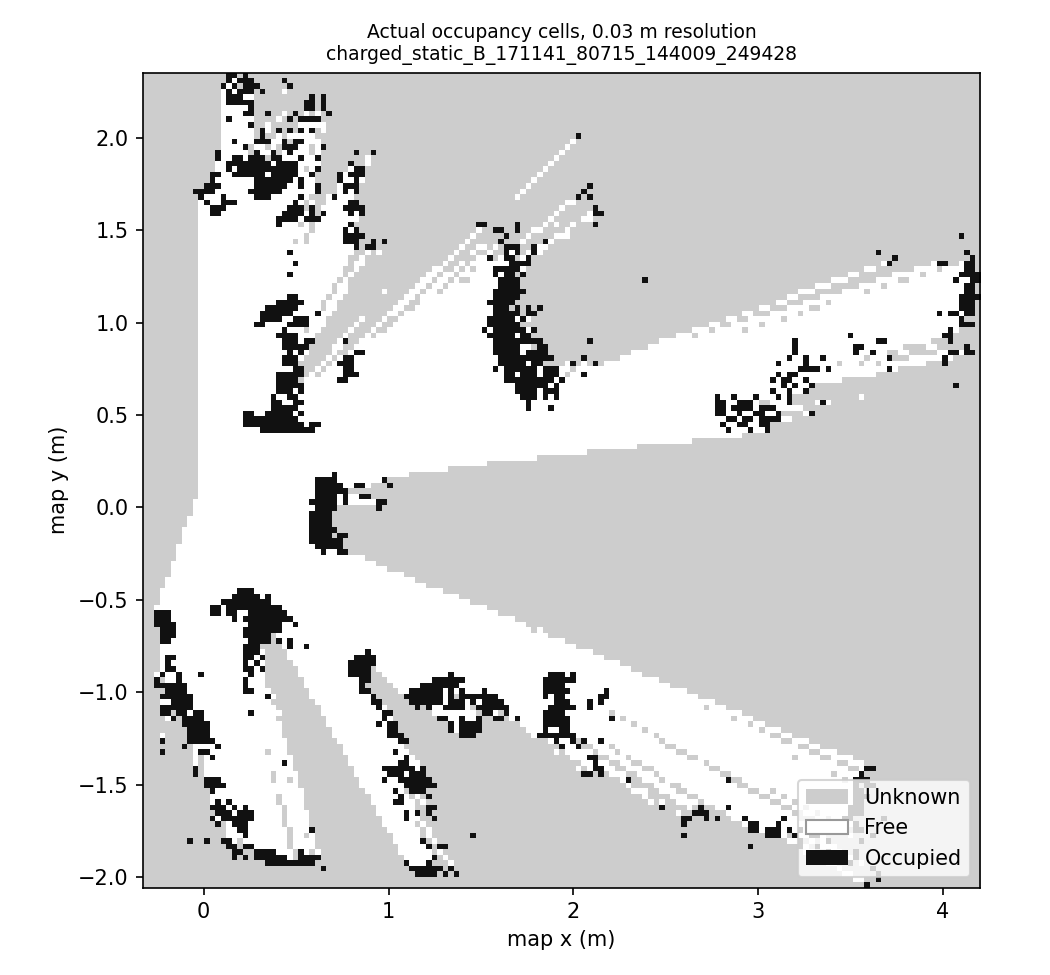 Actual occupancy cells, 0.03 m resolution
charged_static_B_171141_80715_144009_249428
map y (m)
2.0
1.5
1.0
0.5
0.0
−0.5
−1.0
−1.5
−2.0
Unknown
Free
Occupied
0 1 2 3 4
map x (m)